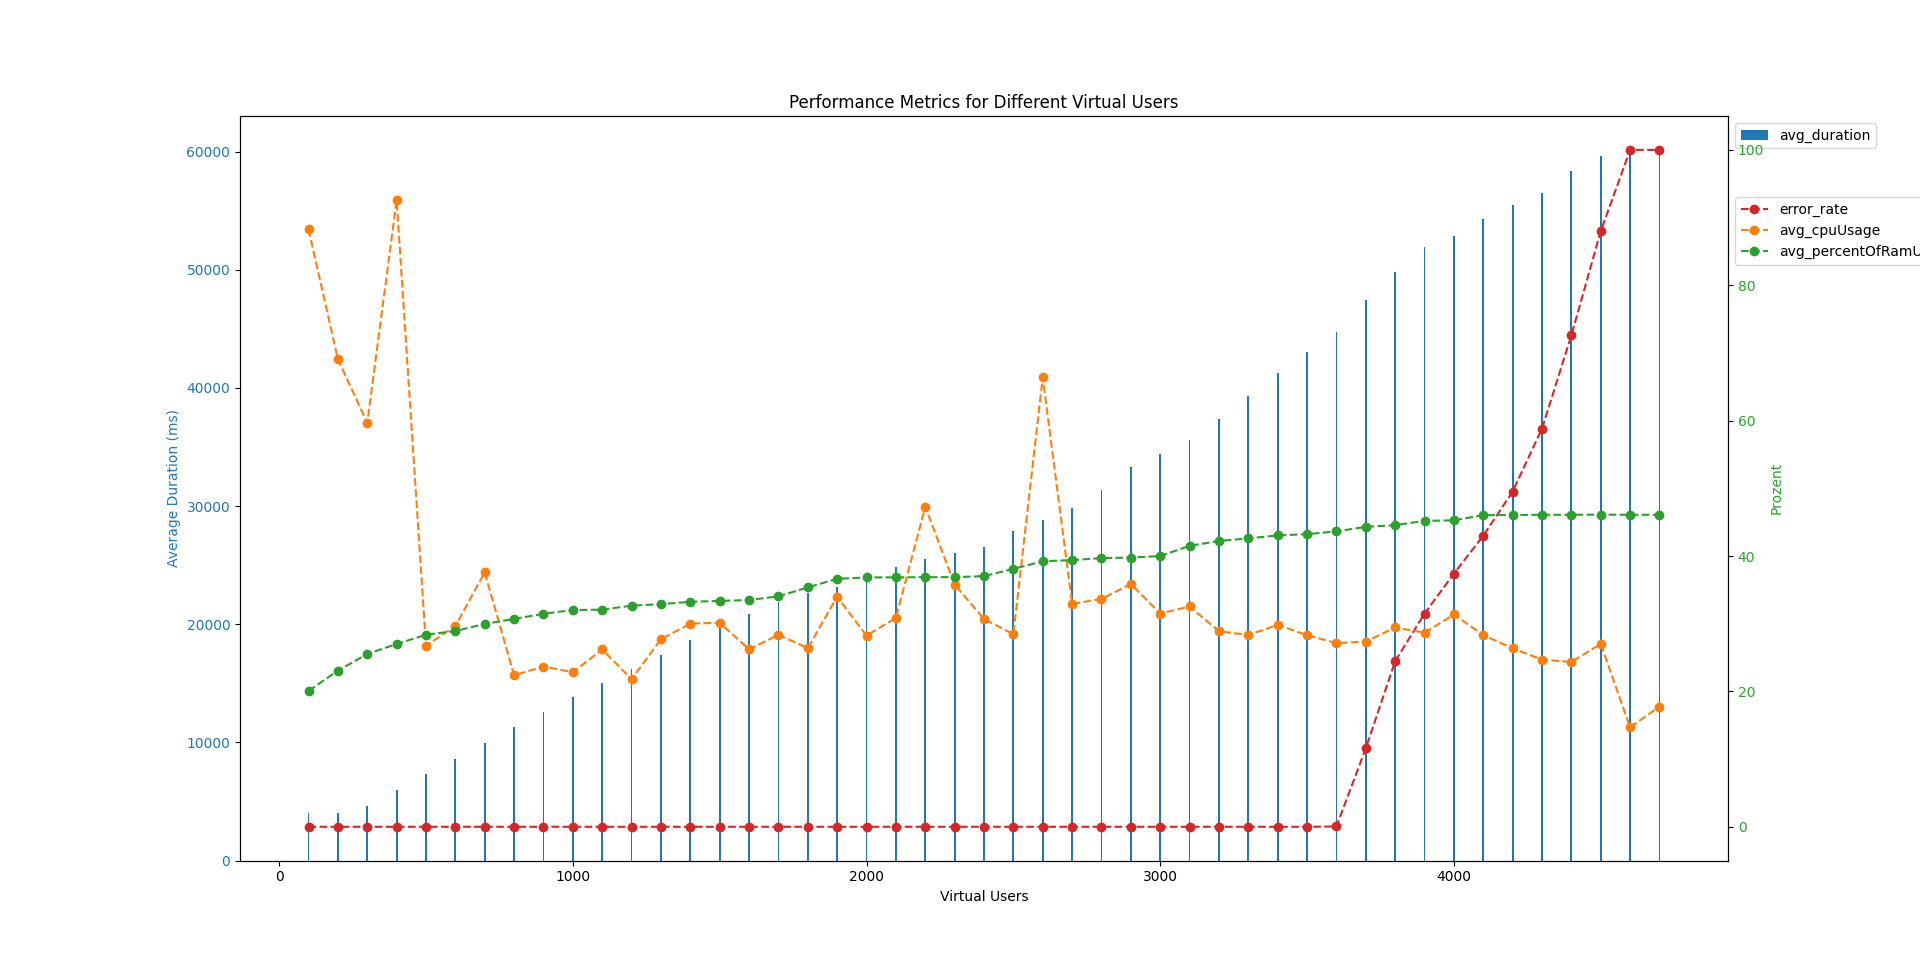 Performance Metrics for Different Virtual Users
avg_duration
error_rate
avg_cpuUsage
avg_percentOfRamU
Average Duration (ms)
60000
50000
40000
30000
20000
10000
0
100
80
60
40
20
0
Prozent
0 1000 2000 3000 4000
Virtual Users